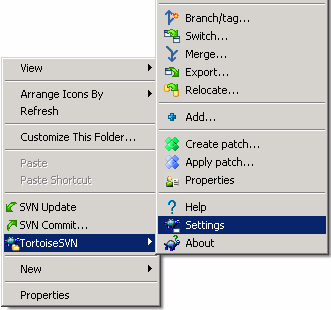 View
Arrange Icons By
Refresh
Customize This Folder...
Paste
Paste Shortcut
SVN Update
SVN Commit...
TortoiseSVN
New
Properties
Branch/tag...
Switch...
Merge...
Export...
Relocate...
Add...
Create patch...
Apply patch...
Properties
Help
Settings
About